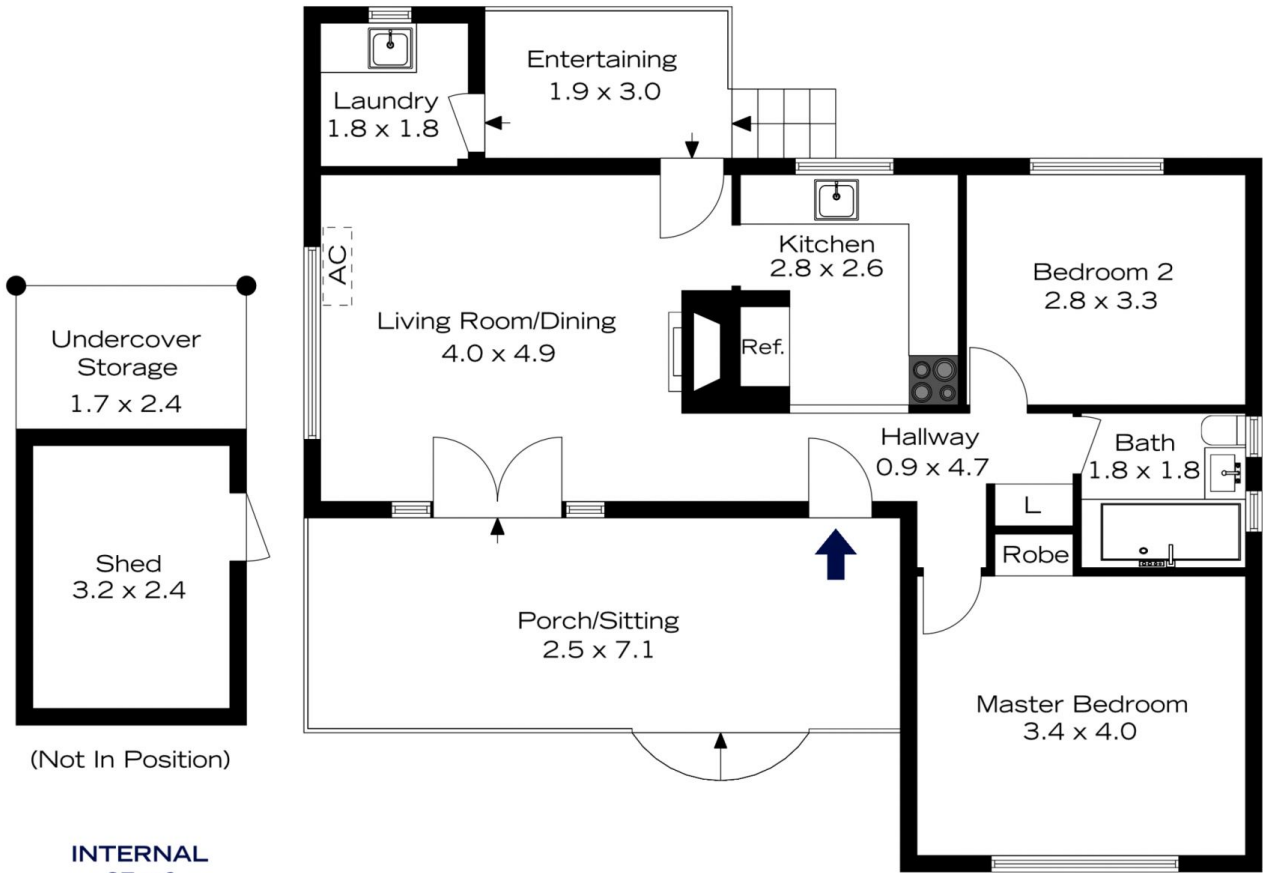 Entertaining
1.9 x 3.0
Laundry
1.8 x 1.8
AC
Kitchen
2.8 x 2.6
Bedroom 2
2.8 x 3.3
Living Room/Dining
4.0 x 4.9
Ref.
Undercover
Storage
1.7 x 2.4
Hallway
0.9 x 4.7
Bath
1.8 x 1.8
L
Robe
Shed
3.2 x 2.4
Porch/Sitting
2.5 x 7.1
Master Bedroom
3.4 x 4.0
(Not In Position)
INTERNAL